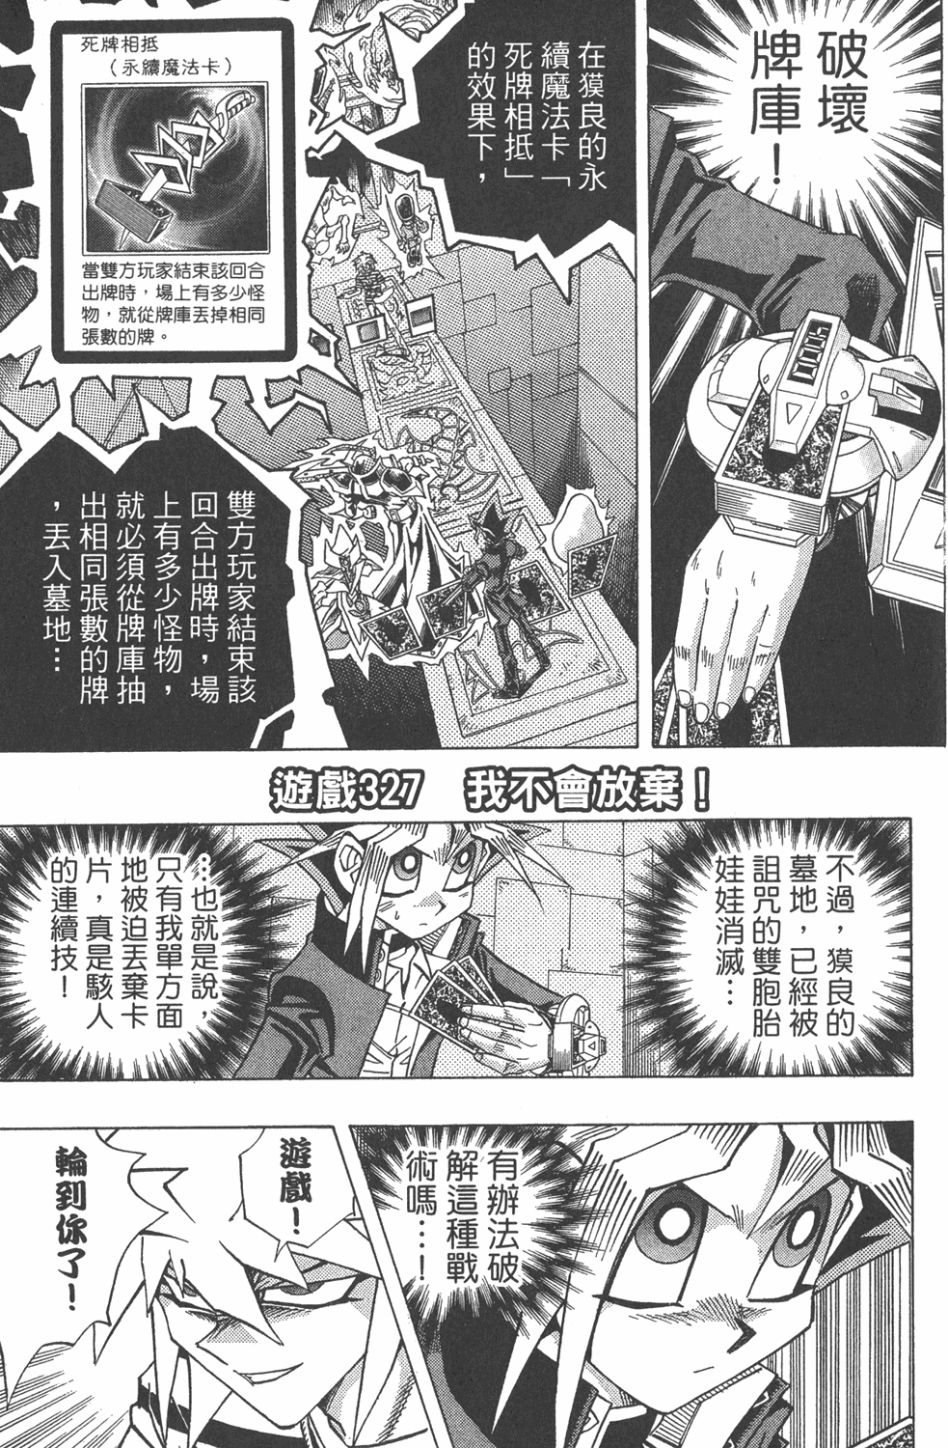 破壞
牌庫！
在獏良的永
續魔法卡「
死牌相抵」
的效果下，
死牌相抵
（永續魔法卡）
當雙方玩家結束該回合
出牌時，場上有多少怪
物，就從牌庫丟掉相同
張數的牌。
雙方玩家結束該
回合出牌時，場
上有多少怪物，
就必須從牌庫抽
出相同張數的牌
，丟入墓地…
遊戲327 我不會放棄！
不過，獏良的
墓地，已經被
詛咒的雙胞胎
娃娃消滅…
…也就是說，
只有我單方面
地被迫丟棄卡
片，真是駭人
的連續技！
有辦法破
解這種戰
術嗎…！
遊戲！
輪到你了！